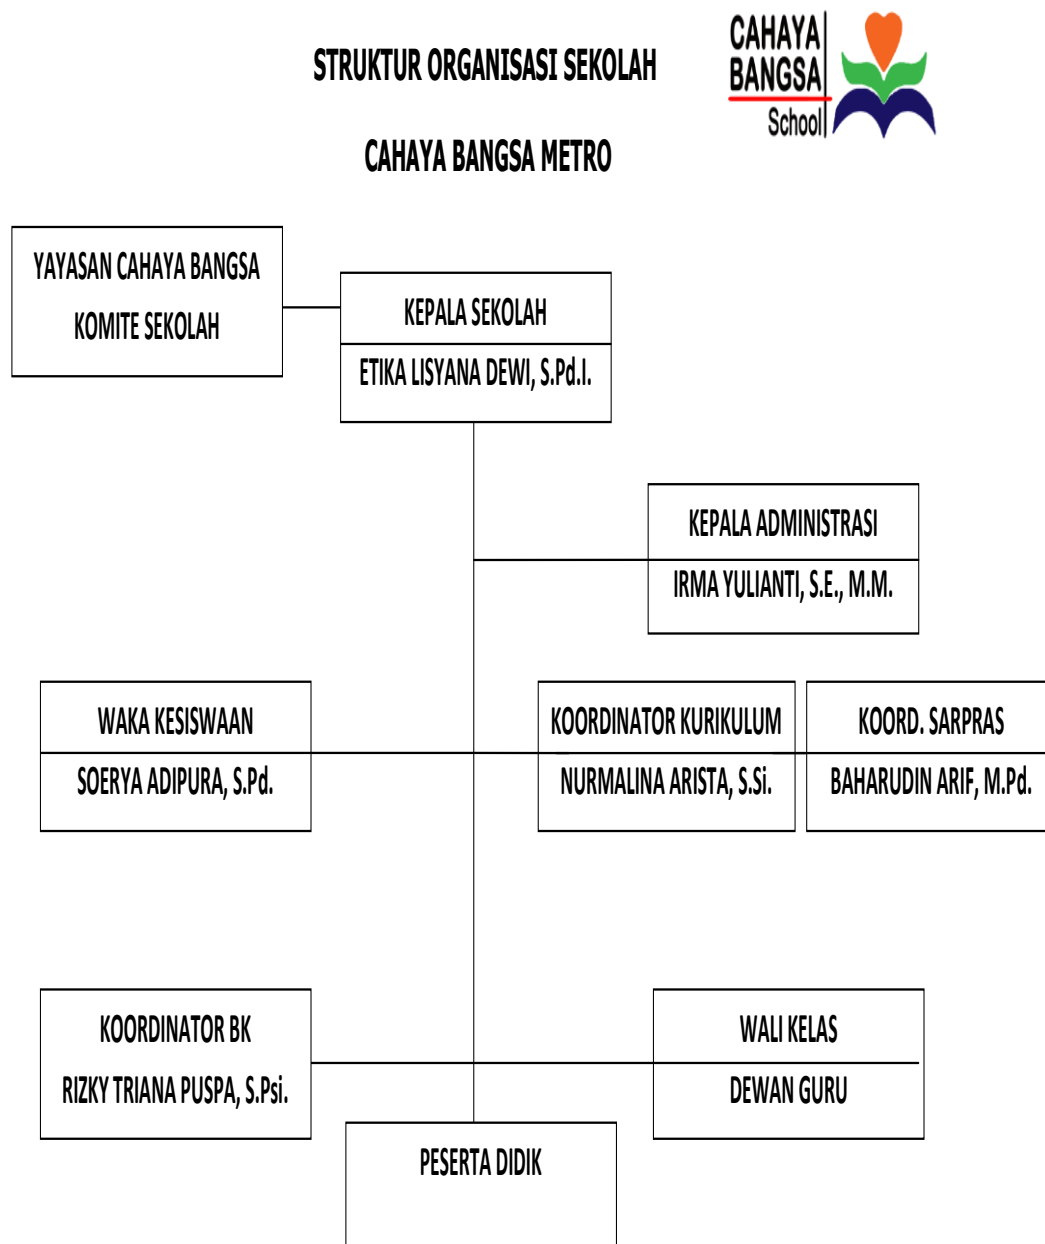 STRUKTUR ORGANISASI SEKOLAH
CAHAYA BANGSA METRO
CAHAYA
BANGSA
School
YAYASAN CAHAYA BANGSA
KOMITE SEKOLAH
KEPALA SEKOLAH
ETIKA LISYANA DEWI, S.Pd.I.
KEPALA ADMINISTRASI
IRMA YULIANTI, S.E., M.M.
WAKA KESISWAAN
SOERYA ADIPURA, S.Pd.
KOORDINATOR KURIKULUM
NURMALINA ARISTA, S.Si.
KOORD. SARPRAS
BAHARUDIN ARIF, M.Pd.
KOORDINATOR BK
RIZKY TRIANA PUSPA, S.Psi.
WALI KELAS
DEWAN GURU
PESERTA DIDIK